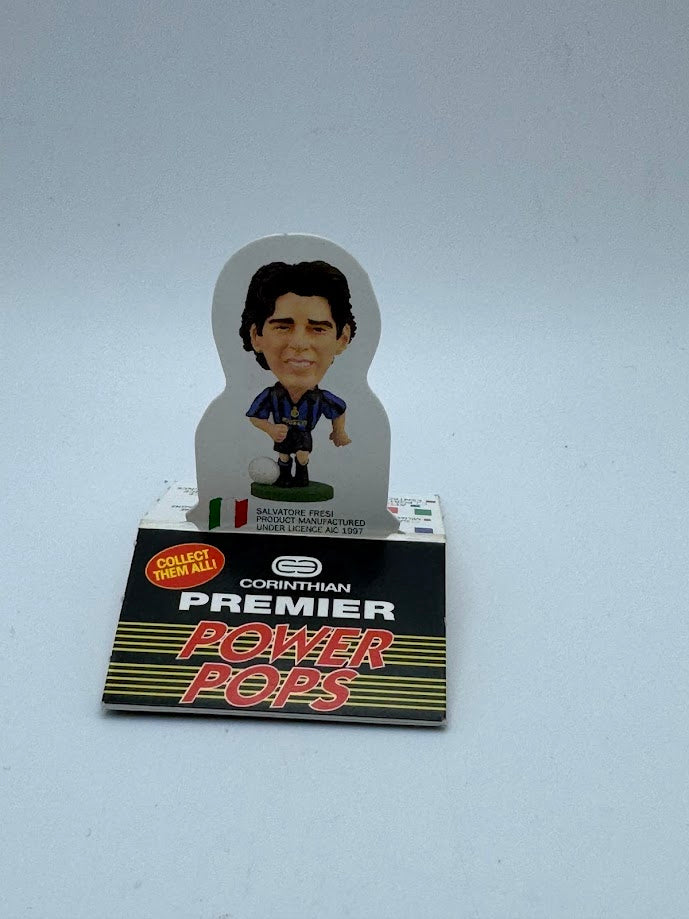 SALVATORE FRESI
PRODUCT MANUFACTURED
UNDER LICENCE AIC 1997
COLLECT
THEM ALL!
CORINTHIAN
PREMIER
POWER
POPS